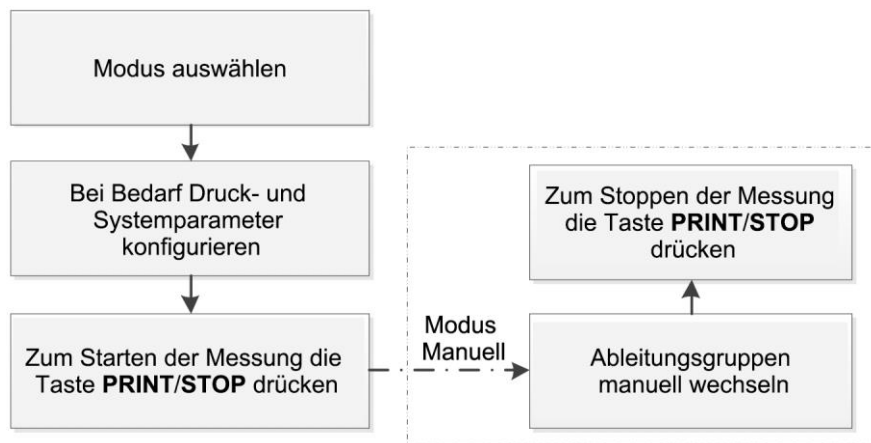 Modus auswählen
Bei Bedarf Druck- und
Systemparameter
konfigurieren
Zum Starten der Messung die
Taste PRINT/STOP drücken
Modus
Manuell
Ableitungsgruppen
manuell wechseln
Zum Stoppen der Messung
die Taste PRINT/STOP
drücken